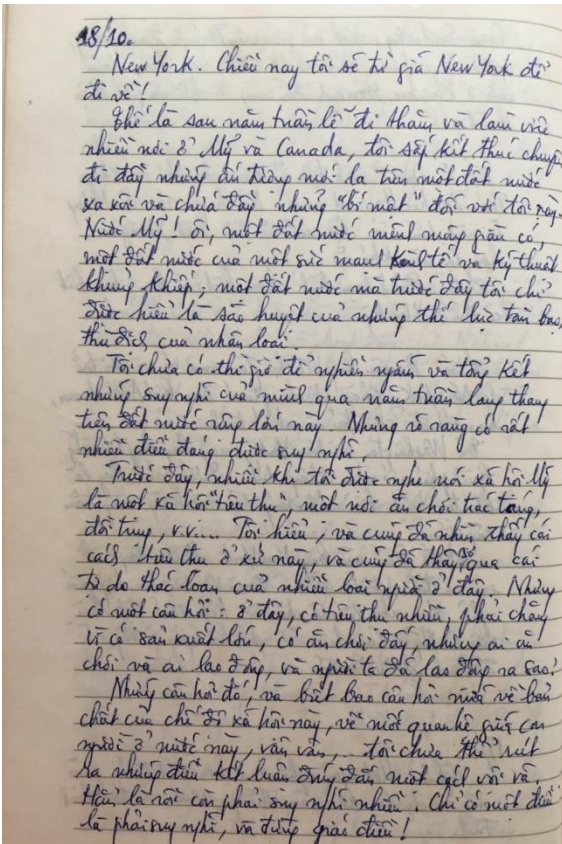 18/10.
New York. Chiều nay tôi sẽ từ giã New York để
đi về!
Thế là sau năm tuần lễ đi thăm và làm việc
nhiều nơi ở Mỹ và Canada, tôi sắp kết thúc chuyến
đi đầy những ấn tượng mới lạ trên một đất nước
xa xôi và chứa đầy những "bí mật" đối với tôi này.
Nước Mỹ! Ôi, một đất nước mênh mông giàu có,
một đất nước của một sức mạnh kinh tế và kỹ thuật
khủng khiếp; một đất nước mà trước đây tôi chỉ
được hiểu là sào huyệt của những thế lực tàn bạo,
thù địch của nhân loại.
Tôi chưa có thì giờ để nghiền ngẫm và tổng kết
những suy nghĩ của mình qua năm tuần lang thang
trên đất nước rộng lớn này. Nhưng rõ ràng có rất
nhiều điều đáng được suy nghĩ.
Trước đây, nhiều khi tôi được nghe nói xã hội Mỹ
là một xã hội "tiêu thụ", một nơi ăn chơi trác táng,
đồi trụy, v.v.... Tôi hiểu, và cũng đã nhìn thấy cái
cách tiêu thụ ở xứ này, và cũng đã thấy sơ qua cái
tự do thác loạn của nhiều loại người ở đây. Nhưng
có một câu hỏi: ở đây, có tiêu thụ nhiều, phải chăng
vì có sản xuất lớn, có ăn chơi đấy, nhưng ai ăn
chơi và ai lao động, và người ta đã lao động ra sao?
Những câu hỏi đó, và biết bao câu hỏi nữa về bản
chất của chế độ xã hội này, về mối quan hệ giữa con
người ở nước này, vân vân,... tôi chưa thể rút
ra những điều kết luận đúng đắn một cách vội vã.
Hẳn là rồi còn phải suy nghĩ nhiều. Chỉ có một điều
là phải suy nghĩ, và đừng giáo điều!